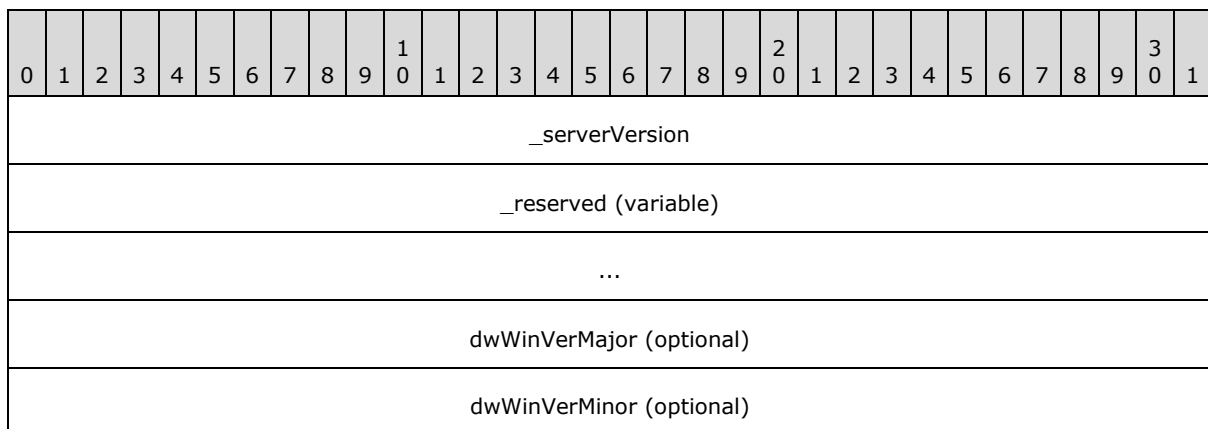 1 2 3
0 1 2 3 4 5 6 7 8 9 0 1 2 3 4 5 6 7 8 9 0 1 2 3 4 5 6 7 8 9 0 1
_serverVersion
_reserved (variable)
...
dwWinVerMajor (optional)
dwWinVerMinor (optional)